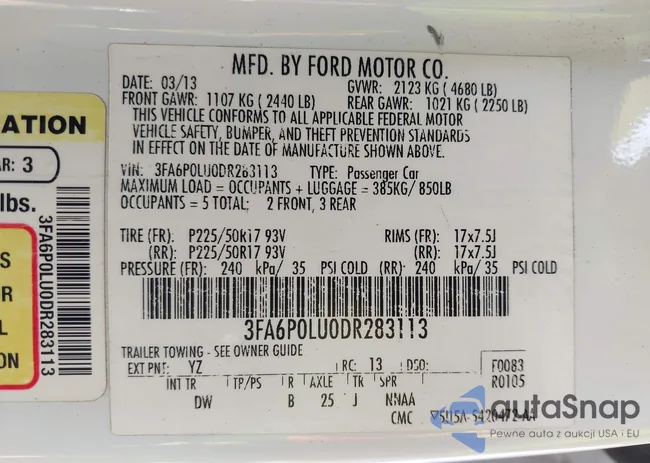 ATION
AR: 3
lbs.
S
R
L
ON
3FA6P0LU0DR283113
MFD. BY FORD MOTOR CO.
DATE: 03/13 GVWR: 2123 KG ( 4680 LB)
FRONT GAWR: 1107 KG ( 2440 LB) REAR GAWR: 1021 KG ( 2250 LB)
THIS VEHICLE CONFORMS TO ALL APPLICABLE FEDERAL MOTOR
VEHICLE SAFETY, BUMPER, AND THEFT PREVENTION STANDARDS
IN EFFECT ON THE DATE OF MANUFACTURE SHOWN ABOVE.
VIN: 3FA6P0LU0DR283113 TYPE: Passenger Car
MAXIMUM LOAD = OCCUPANTS + LUGGAGE = 385KG/ 850LB
OCCUPANTS = 5 TOTAL: 2 FRONT, 3 REAR
TIRE (FR): P225/50R17 93V RIMS (FR): 17x7.5J
(RR): P225/50R17 93V (RR): 17x7.5J
PRESSURE (FR): 240 kPa/ 35 PSI COLD (RR): 240 kPa/ 35 PSI COLD
3FA6P0LU0DR283113
TRAILER TOWING - SEE OWNER GUIDE
EXT PNT: YZ RC: 13 DSO: F0083
INT TR TP/PS R AXLE TR SPR R0105
DW B 25 J NNAA
CMC
autoSnap
Pewne auta z aukcji USA i EU